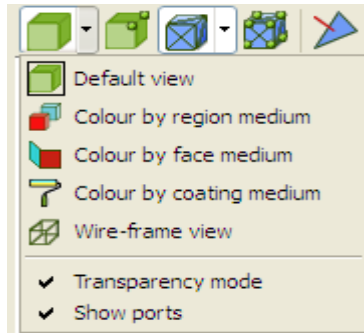 Default view
Colour by region medium
Colour by face medium
Colour by coating medium
Wire-frame view
Transparency mode
Show ports